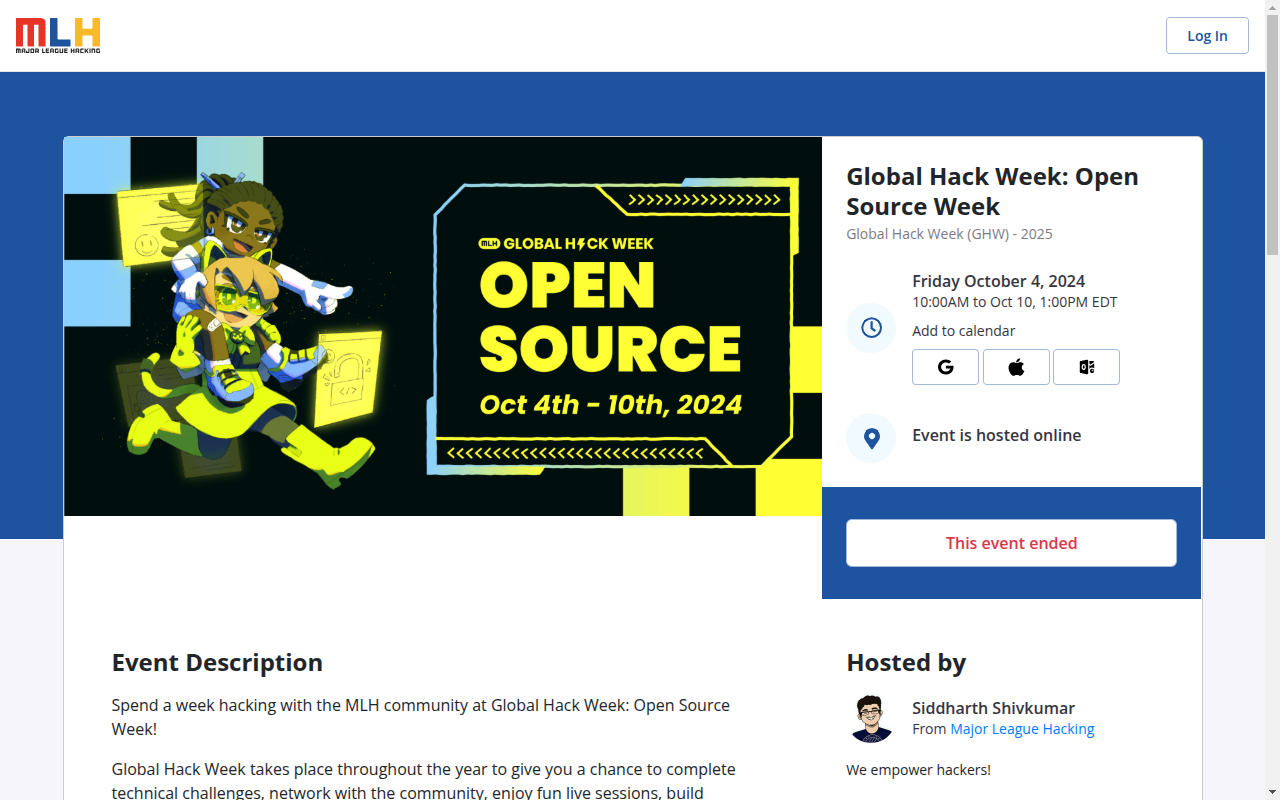 MLH
MAJOR LEAGUE HACKING
Log In
MLH GLOBAL HACK WEEK
OPEN
SOURCE
Oct 4th - 10th, 2024
Global Hack Week: Open
Source Week
Global Hack Week (GHW) - 2025
Friday October 4, 2024
10:00AM to Oct 10, 1:00PM EDT
Add to calendar
Event is hosted online
This event ended
Event Description
Spend a week hacking with the MLH community at Global Hack Week: Open Source
Week!
Global Hack Week takes place throughout the year to give you a chance to complete
technical challenges, network with the community, enjoy fun live sessions, build
Hosted by
Siddharth Shivkumar
From Major League Hacking
We empower hackers!